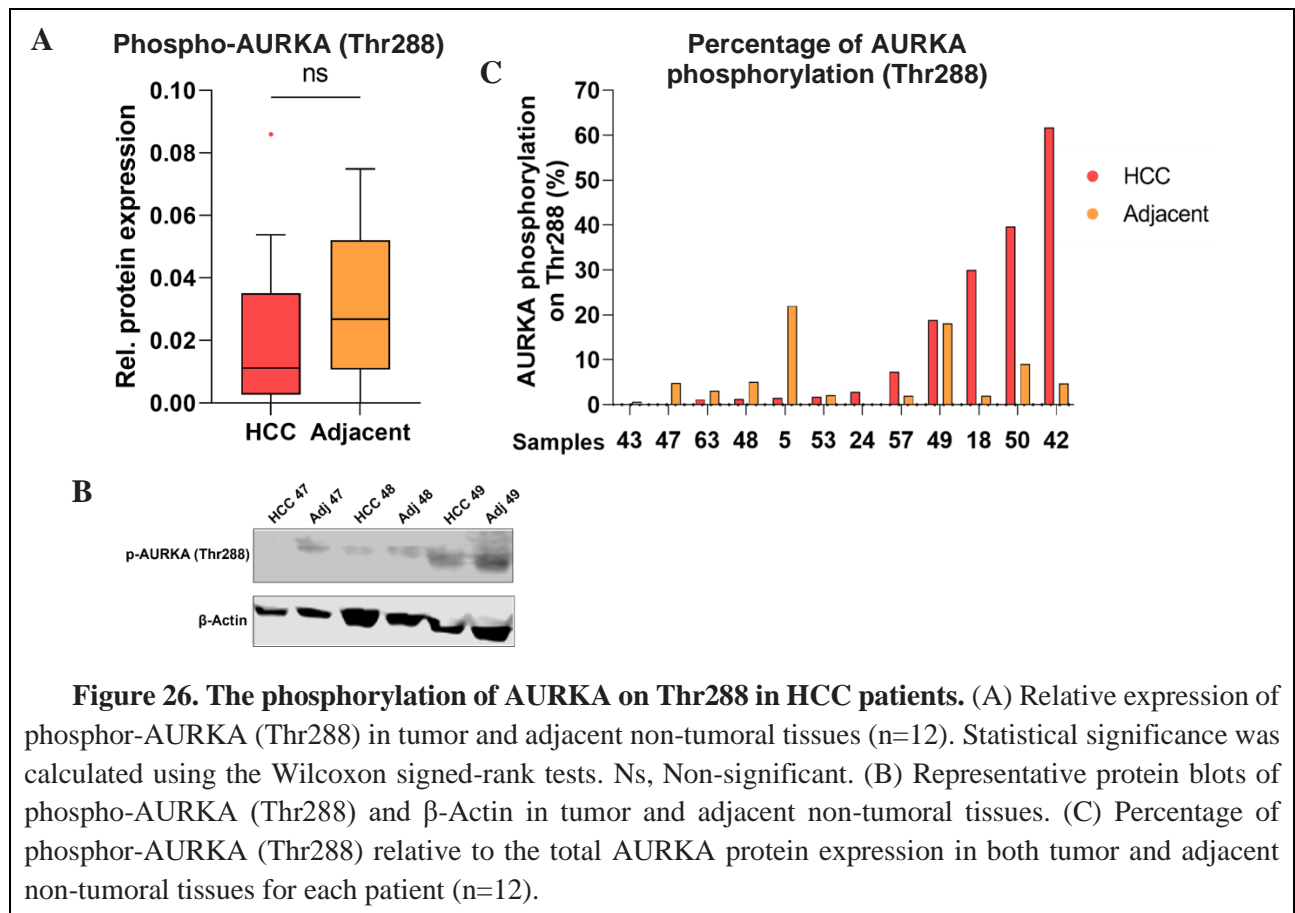 A
Phospho-AURKA (Thr288)
ns
Rel. protein expression
0.10
0.08
0.06
0.04
0.02
0.00
HCC Adjacent
C
Percentage of AURKA
phosphorylation (Thr288)
AURKA phosphorylation
on Thr288 (%)
70
60
50
40
30
20
10
0
Samples 43 47 63 48 5 53 24 57 49 18 50 42
HCC
Adjacent
B
HCC 47 Adj 47 HCC 48 Adj 48 HCC 49 Adj 49
p-AURKA (Thr288)
β-Actin
Figure 26. The phosphorylation of AURKA on Thr288 in HCC patients. (A) Relative expression of
phosphor-AURKA (Thr288) in tumor and adjacent non-tumoral tissues (n=12). Statistical significance was
calculated using the Wilcoxon signed-rank tests. Ns, Non-significant. (B) Representative protein blots of
phospho-AURKA (Thr288) and β-Actin in tumor and adjacent non-tumoral tissues. (C) Percentage of
phosphor-AURKA (Thr288) relative to the total AURKA protein expression in both tumor and adjacent
non-tumoral tissues for each patient (n=12).